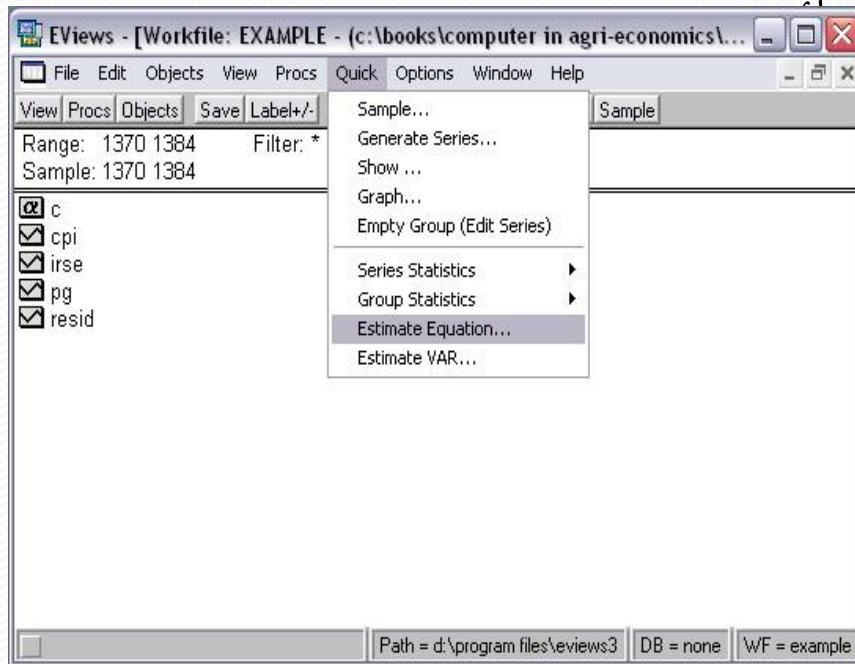 EViews - [Workfile: EXAMPLE - (c:\books\computer in agri-economics\...
File Edit Objects View Procs Quick Options Window Help
View Procs Objects Save Label+/- Sample
Range: 1370 1384 Filter: *
Sample: 1370 1384
c
cpi
irse
pg
resid
Sample...
Generate Series...
Show ...
Graph...
Empty Group (Edit Series)
Series Statistics
Group Statistics
Estimate Equation...
Estimate VAR...
Path = d:\program files\eviews3 DB = none WF = example